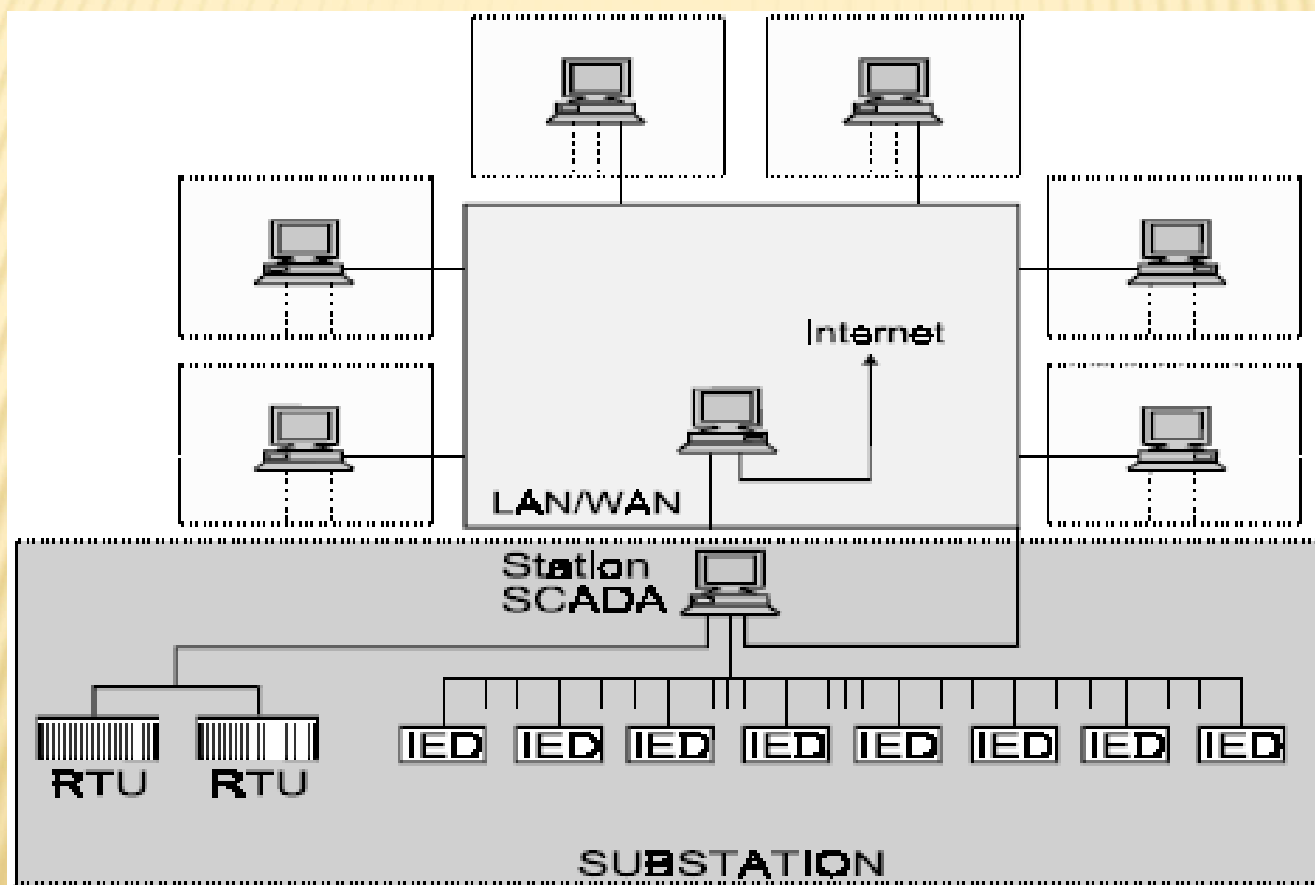 Internet
LAN/WAN
Station
SCADA
IED IED IED IED IED IED IED IED
RTU RTU
SUBSTATION